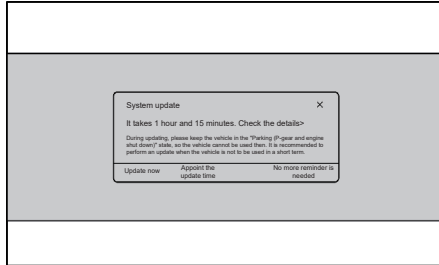 System update
It takes 1 hour and 15 minutes. Check the details>
During updating, please keep the vehicle in the "Parking (P-gear and engine
shut down)" state, so the vehicle cannot be used then. It is recommended to
perform an update when the vehicle is not to be used in a short term.
Update now
Appoint the
update time
No more reminder is
needed